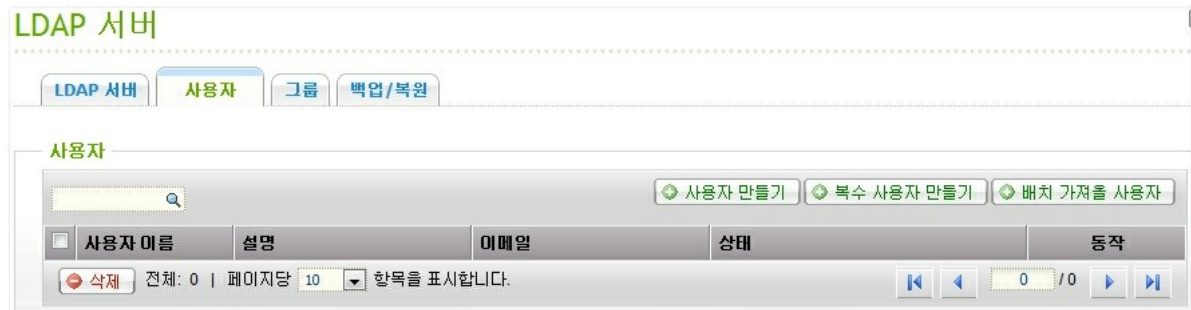 LDAP 서버
LDAP 서버 사용자 그룹 백업/복원
사용자
사용자 만들기 복수 사용자 만들기 배치 가져올 사용자
사용자 이름 설명 이메일 상태 동작
삭제 전체: 0 | 페이지당 10 항목을 표시합니다. 0 / 0